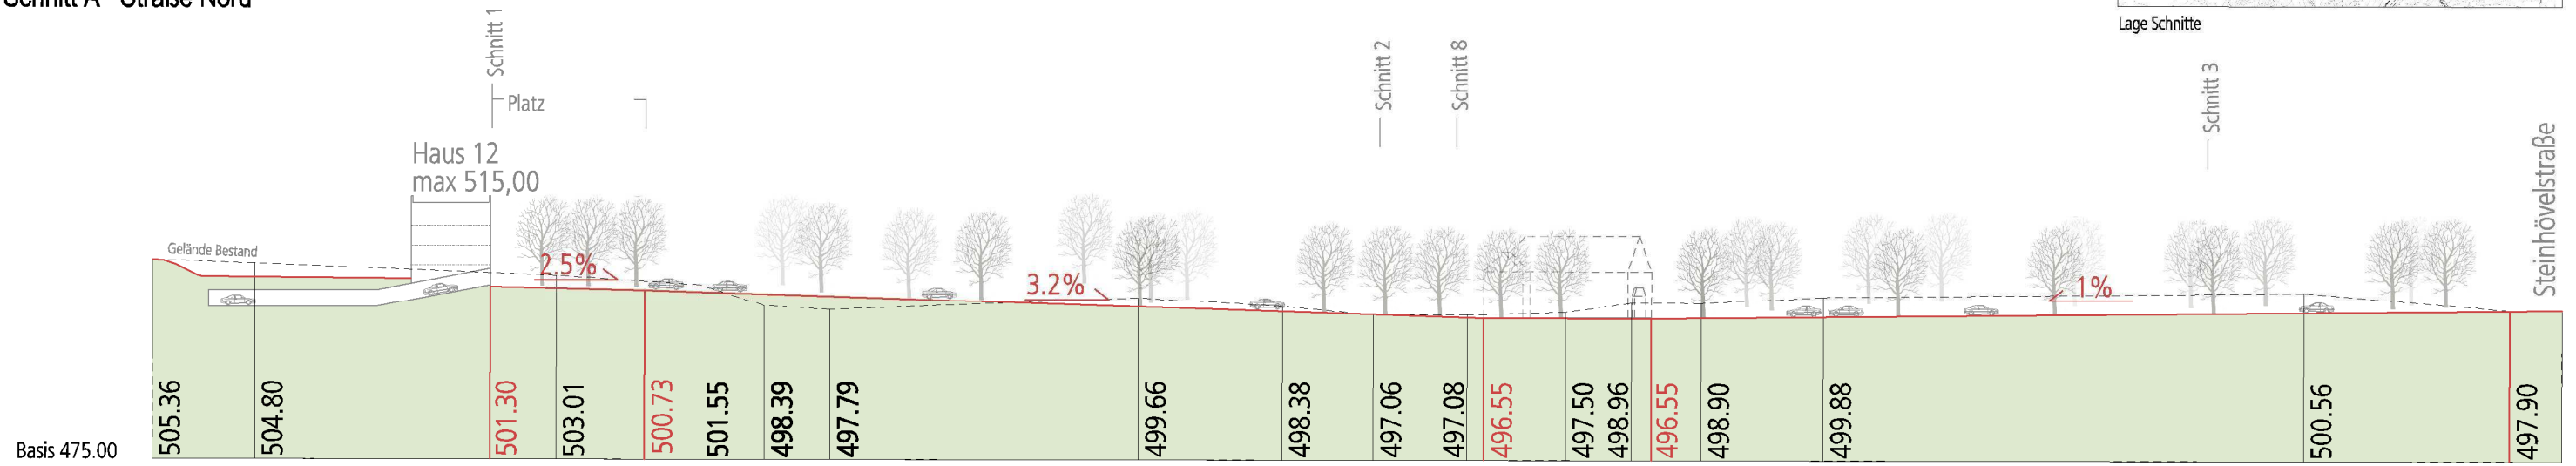 Schnitt A - Straße Nord
Lage Schnitte
Schnitt 1
Schnitt 2
Schnitt 8
Schnitt 3
Steinhövelstraße
Platz
Haus 12
max 515,00
Gelände Bestand
2.5%
3.2%
1%
505.36
504.80
501.30
503.01
500.73
501.55
498.39
497.79
499.66
498.38
497.06
497.08
496.55
497.50
498.96
496.55
498.90
499.88
500.56
497.90
Basis 475.00